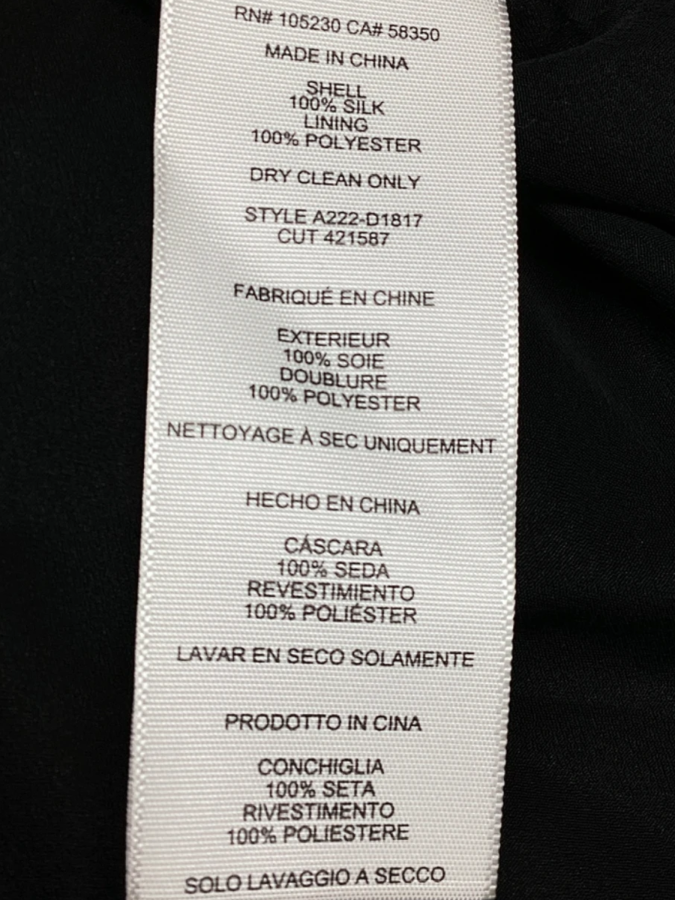 RN# 105230 CA# 58350
MADE IN CHINA
SHELL
100% SILK
LINING
100% POLYESTER
DRY CLEAN ONLY
STYLE A222-D1817
CUT 421587
FABRIQUÉ EN CHINE
EXTERIEUR
100% SOIE
DOUBLURE
100% POLYESTER
NETTOYAGE À SEC UNIQUEMENT
HECHO EN CHINA
CÁSCARA
100% SEDA
REVESTIMIENTO
100% POLIÉSTER
LAVAR EN SECO SOLAMENTE
PRODOTTO IN CINA
CONCHIGLIA
100% SETA
RIVESTIMENTO
100% POLIESTERE
SOLO LAVAGGIO A SECCO